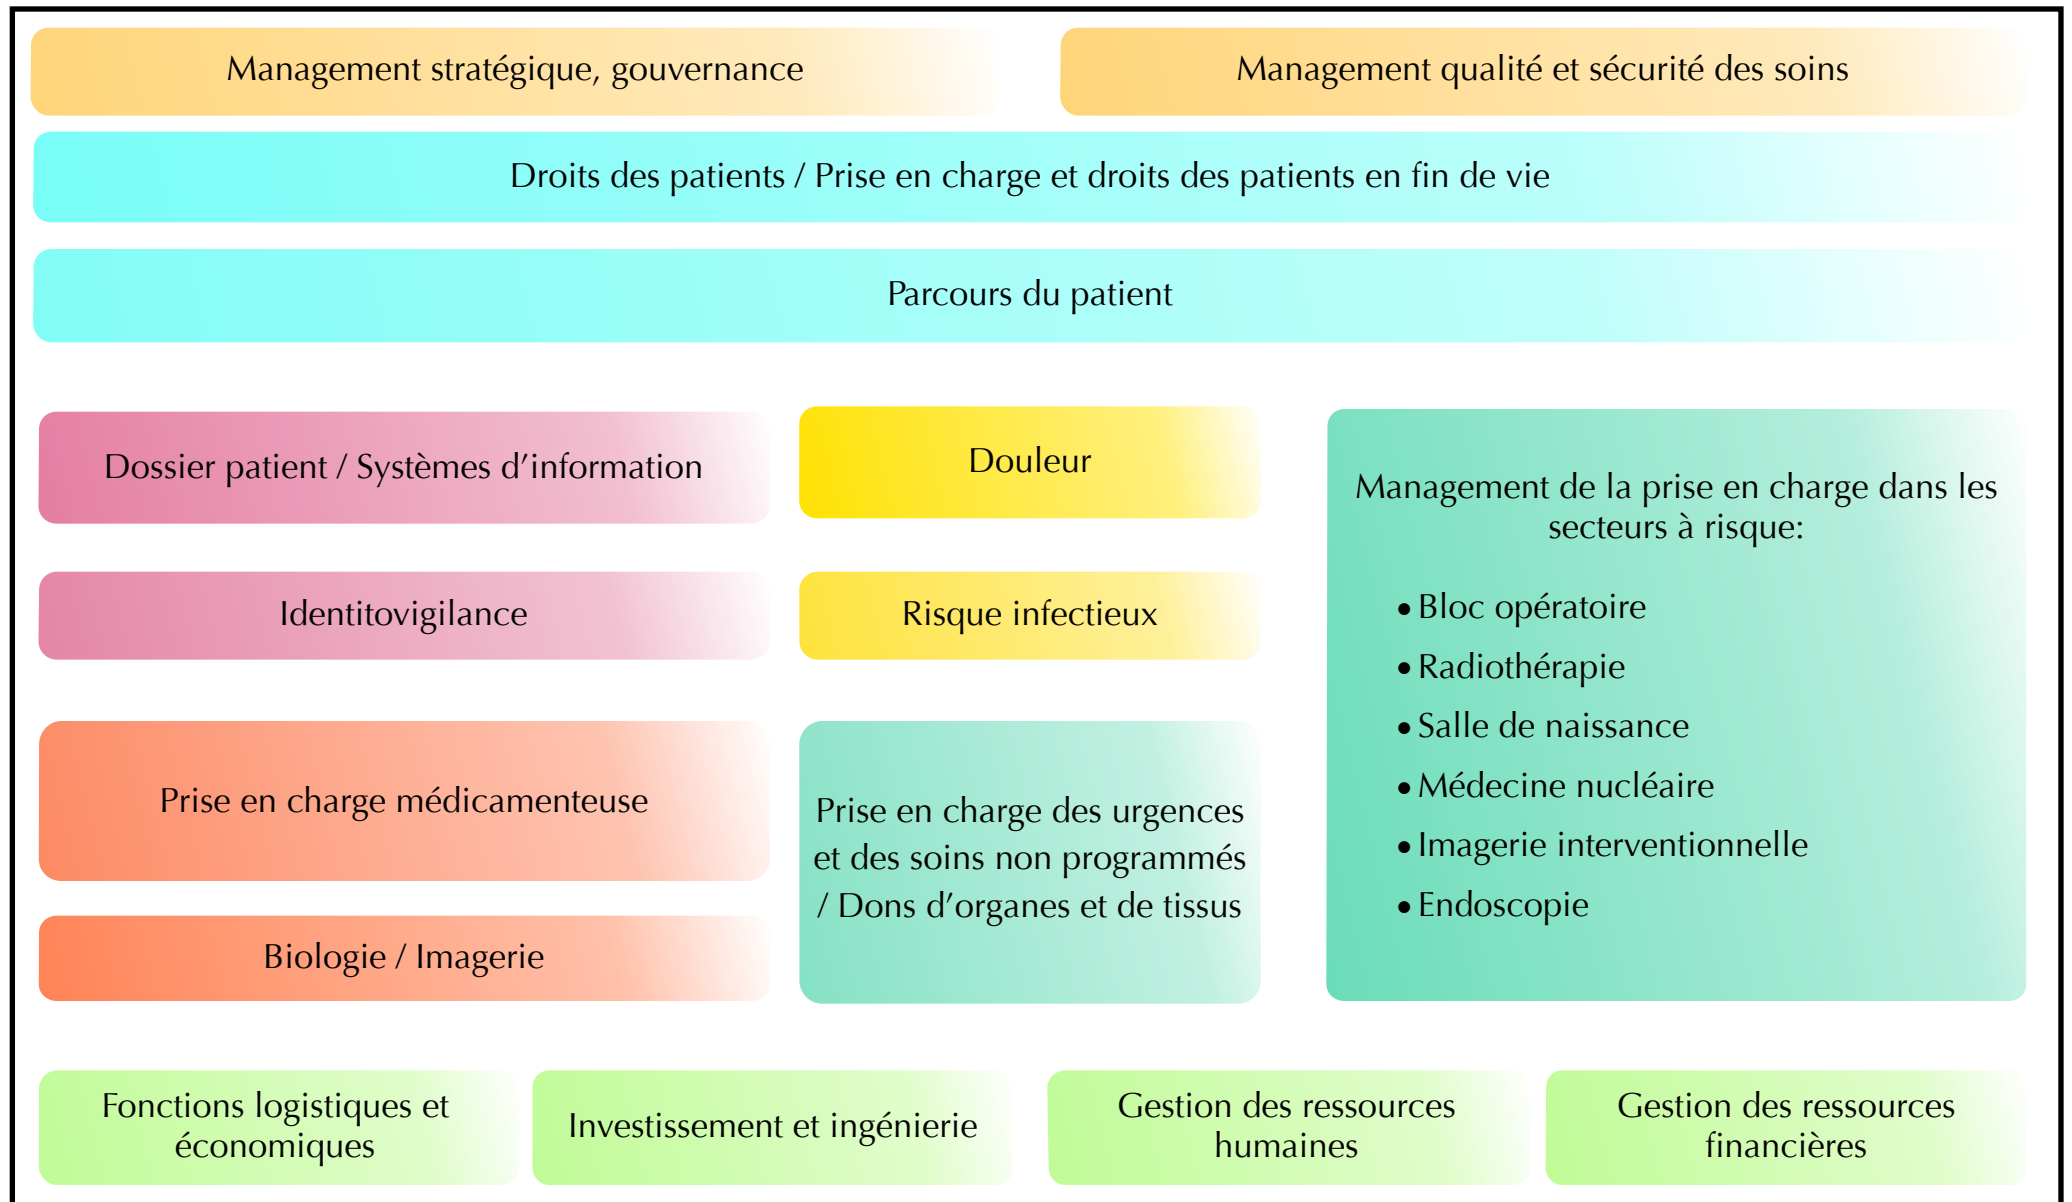 Management stratégique, gouvernance
Management qualité et sécurité des soins
Droits des patients / Prise en charge et droits des patients en fin de vie
Parcours du patient
Dossier patient / Systèmes d’information
Douleur
Identitovigilance
Risque infectieux
Prise en charge médicamenteuse
Biologie / Imagerie
Prise en charge des urgences
et des soins non programmés
/ Dons d’organes et de tissus
Management de la prise en charge dans les
secteurs à risque:
• Bloc opératoire
• Radiothérapie
• Salle de naissance
• Médecine nucléaire
• Imagerie interventionnelle
• Endoscopie
Fonctions logistiques et
économiques
Investissement et ingénierie
Gestion des ressources
humaines
Gestion des ressources
financières